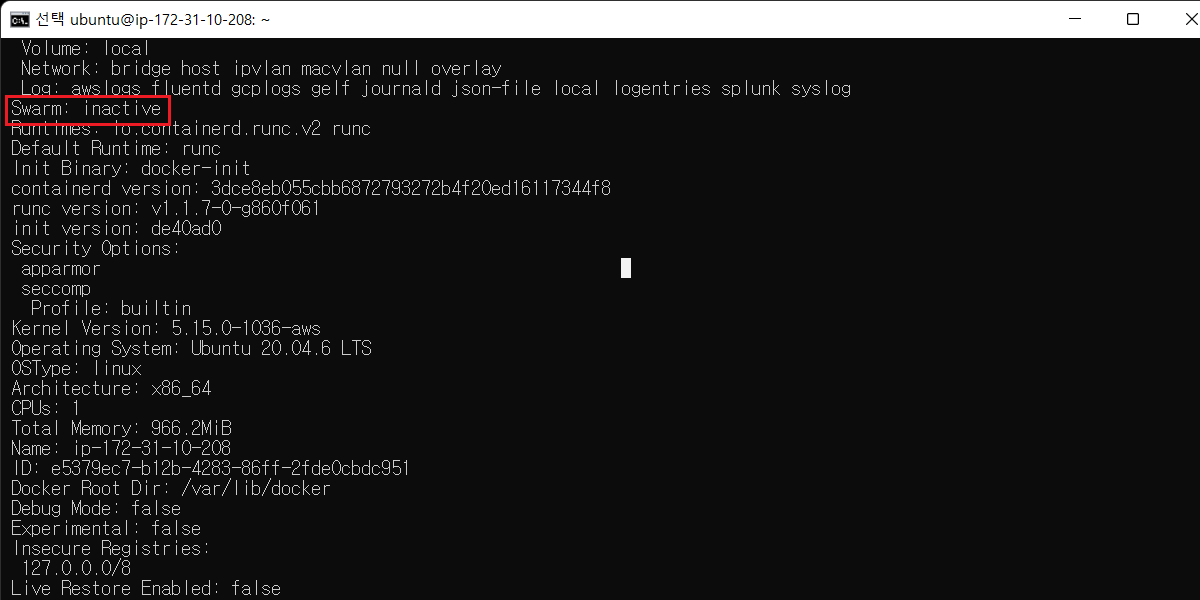 선택 ubuntu@ip-172-31-10-208: ~
Volume: local
Network: bridge host ipvlan macvlan null overlay
Log: awslogs fluentd gcplogs gelf journald json-file local logentries splunk syslog
Swarm: inactive
Runtimes: io.containerd.runc.v2 runc
Default Runtime: runc
Init Binary: docker-init
containerd version: 3dce8eb055cbb6872793272b4f20ed16117344f8
runc version: v1.1.7-0-g860f061
init version: de40ad0
Security Options:
apparmor
seccomp
Profile: builtin
Kernel Version: 5.15.0-1036-aws
Operating System: Ubuntu 20.04.6 LTS
OSType: linux
Architecture: x86_64
CPUs: 1
Total Memory: 966.2MiB
Name: ip-172-31-10-208
ID: e5379ec7-b12b-4283-86ff-2fde0cbdc951
Docker Root Dir: /var/lib/docker
Debug Mode: false
Experimental: false
Insecure Registries:
127.0.0.0/8
Live Restore Enabled: false